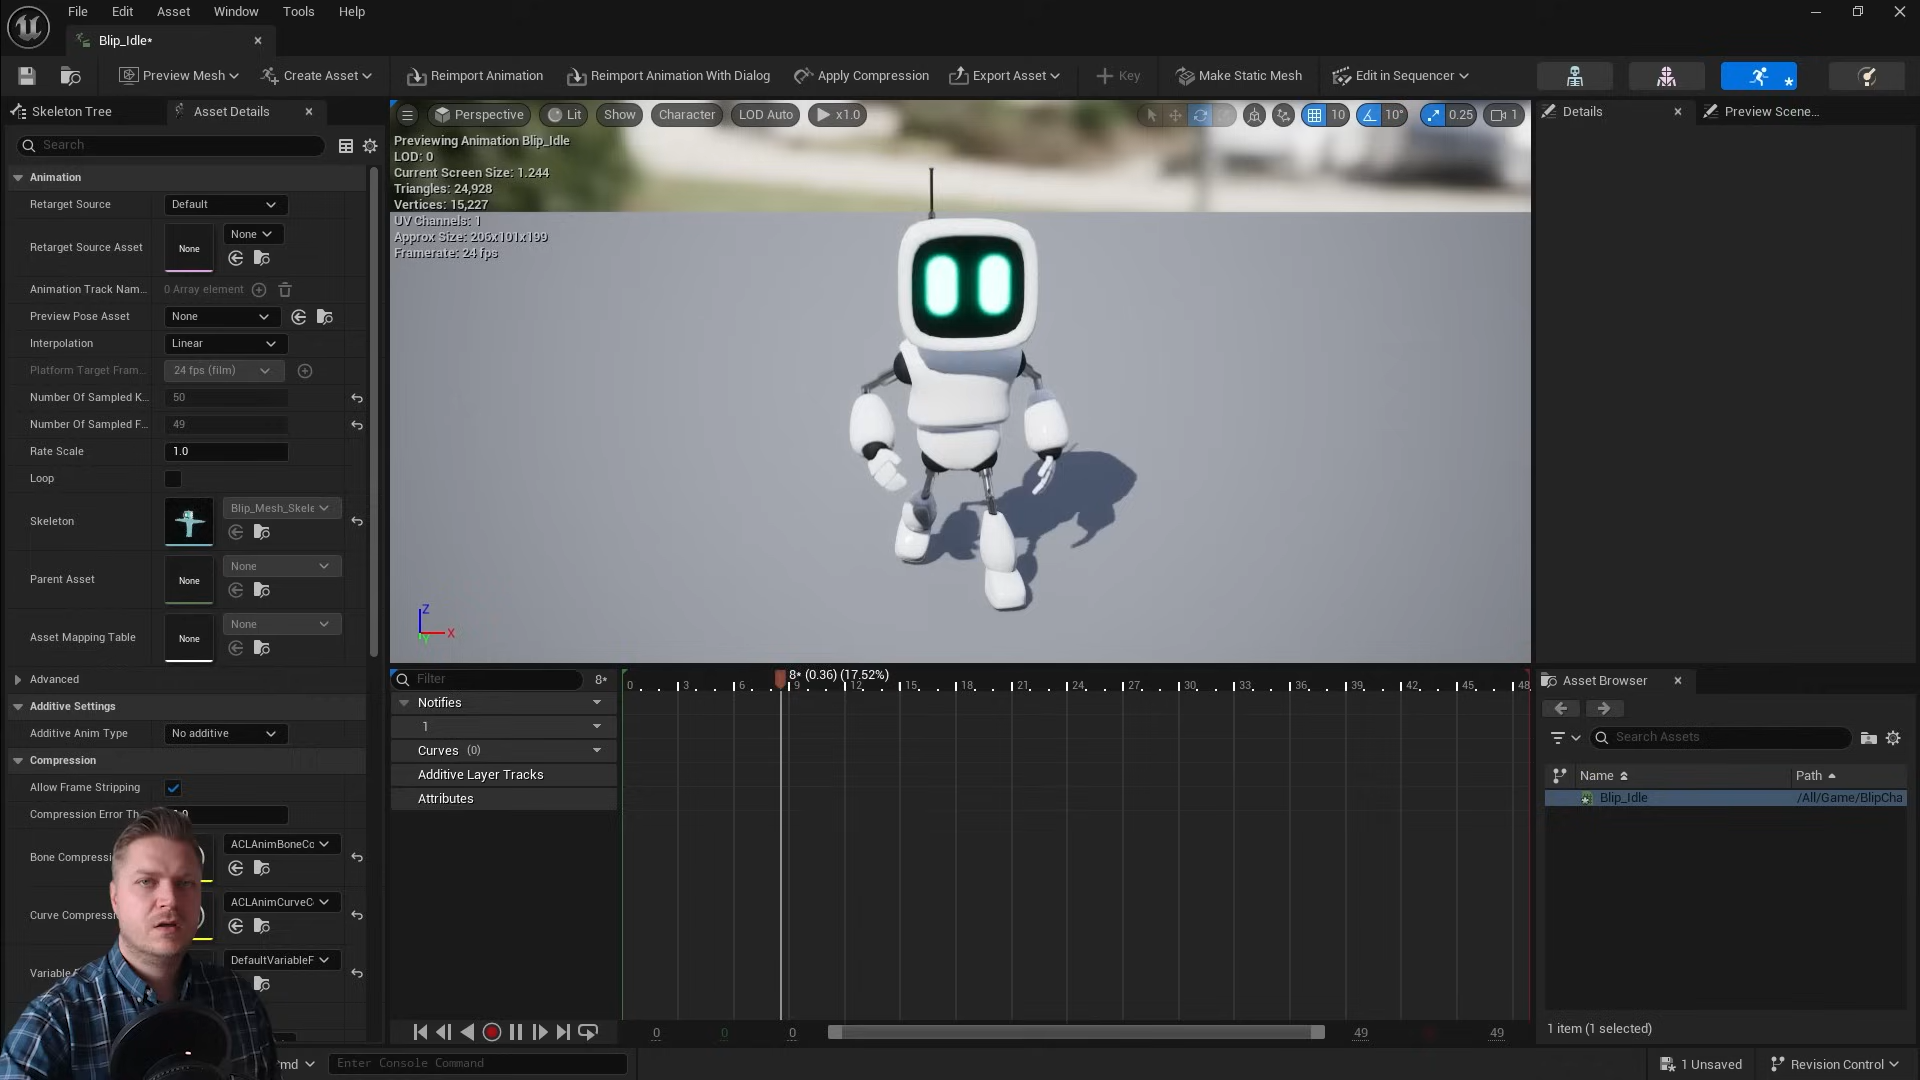 File Edit Asset Window Tools Help
Blip_Idle*
Preview Mesh Create Asset Reimport Animation Reimport Animation With Dialog Apply Compression Export Asset Key Make Static Mesh Edit in Sequencer
Skeleton Tree Asset Details
Search
Animation
Retarget Source Default
Retarget Source Asset None None
Animation Track Nam... 0 Array element
Preview Pose Asset None
Interpolation Linear
Platform Target Fram... 24 fps (film)
Number Of Sampled K... 50
Number Of Sampled F... 49
Rate Scale 1.0
Loop
Skeleton Blip_Mesh_Skele
Parent Asset None None
Asset Mapping Table None None
Advanced
Additive Settings
Additive Anim Type No additive
Compression
Allow Frame Stripping
Compression Error Th
Bone Compressi ACLAnimBoneCo
Curve Compressi ACLAnimCurveC
Variable DefaultVariableF
Perspective Lit Show Character LOD Auto x1.0 10 10° 0.25 1
Previewing Animation Blip_Idle
LOD: 0
Current Screen Size: 1.244
Triangles: 24,928
Vertices: 15,227
UV Channels: 1
Approx Size: 206x101x199
Framerate: 24 fps
Z
X
Y
Filter 8*
8* (0.36) (17.52%)
0 3 6 9 12 15 18 21 24 27 30 33 36 39 42 45 48
Notifies
1
Curves (0)
Additive Layer Tracks
Attributes
0 0 0 49 49
Details Preview Scene...
Asset Browser
Search Assets
Name Path
Blip_Idle /All/Game/BlipCha
1 item (1 selected)
md Enter Console Command 1 Unsaved Revision Control